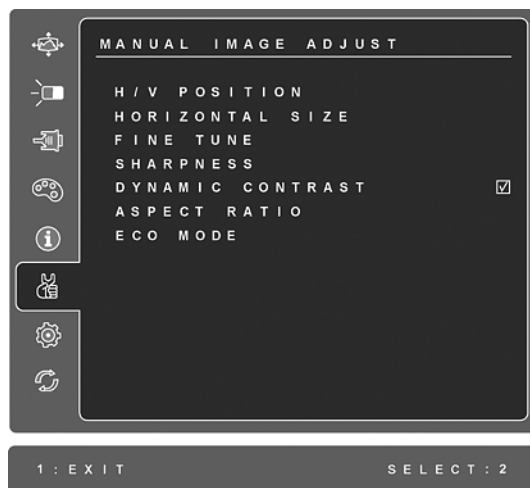 MANUAL IMAGE ADJUST
H/V POSITION
HORIZONTAL SIZE
FINE TUNE
SHARPNESS
DYNAMIC CONTRAST
ASPECT RATIO
ECO MODE
1:EXIT SELECT:2